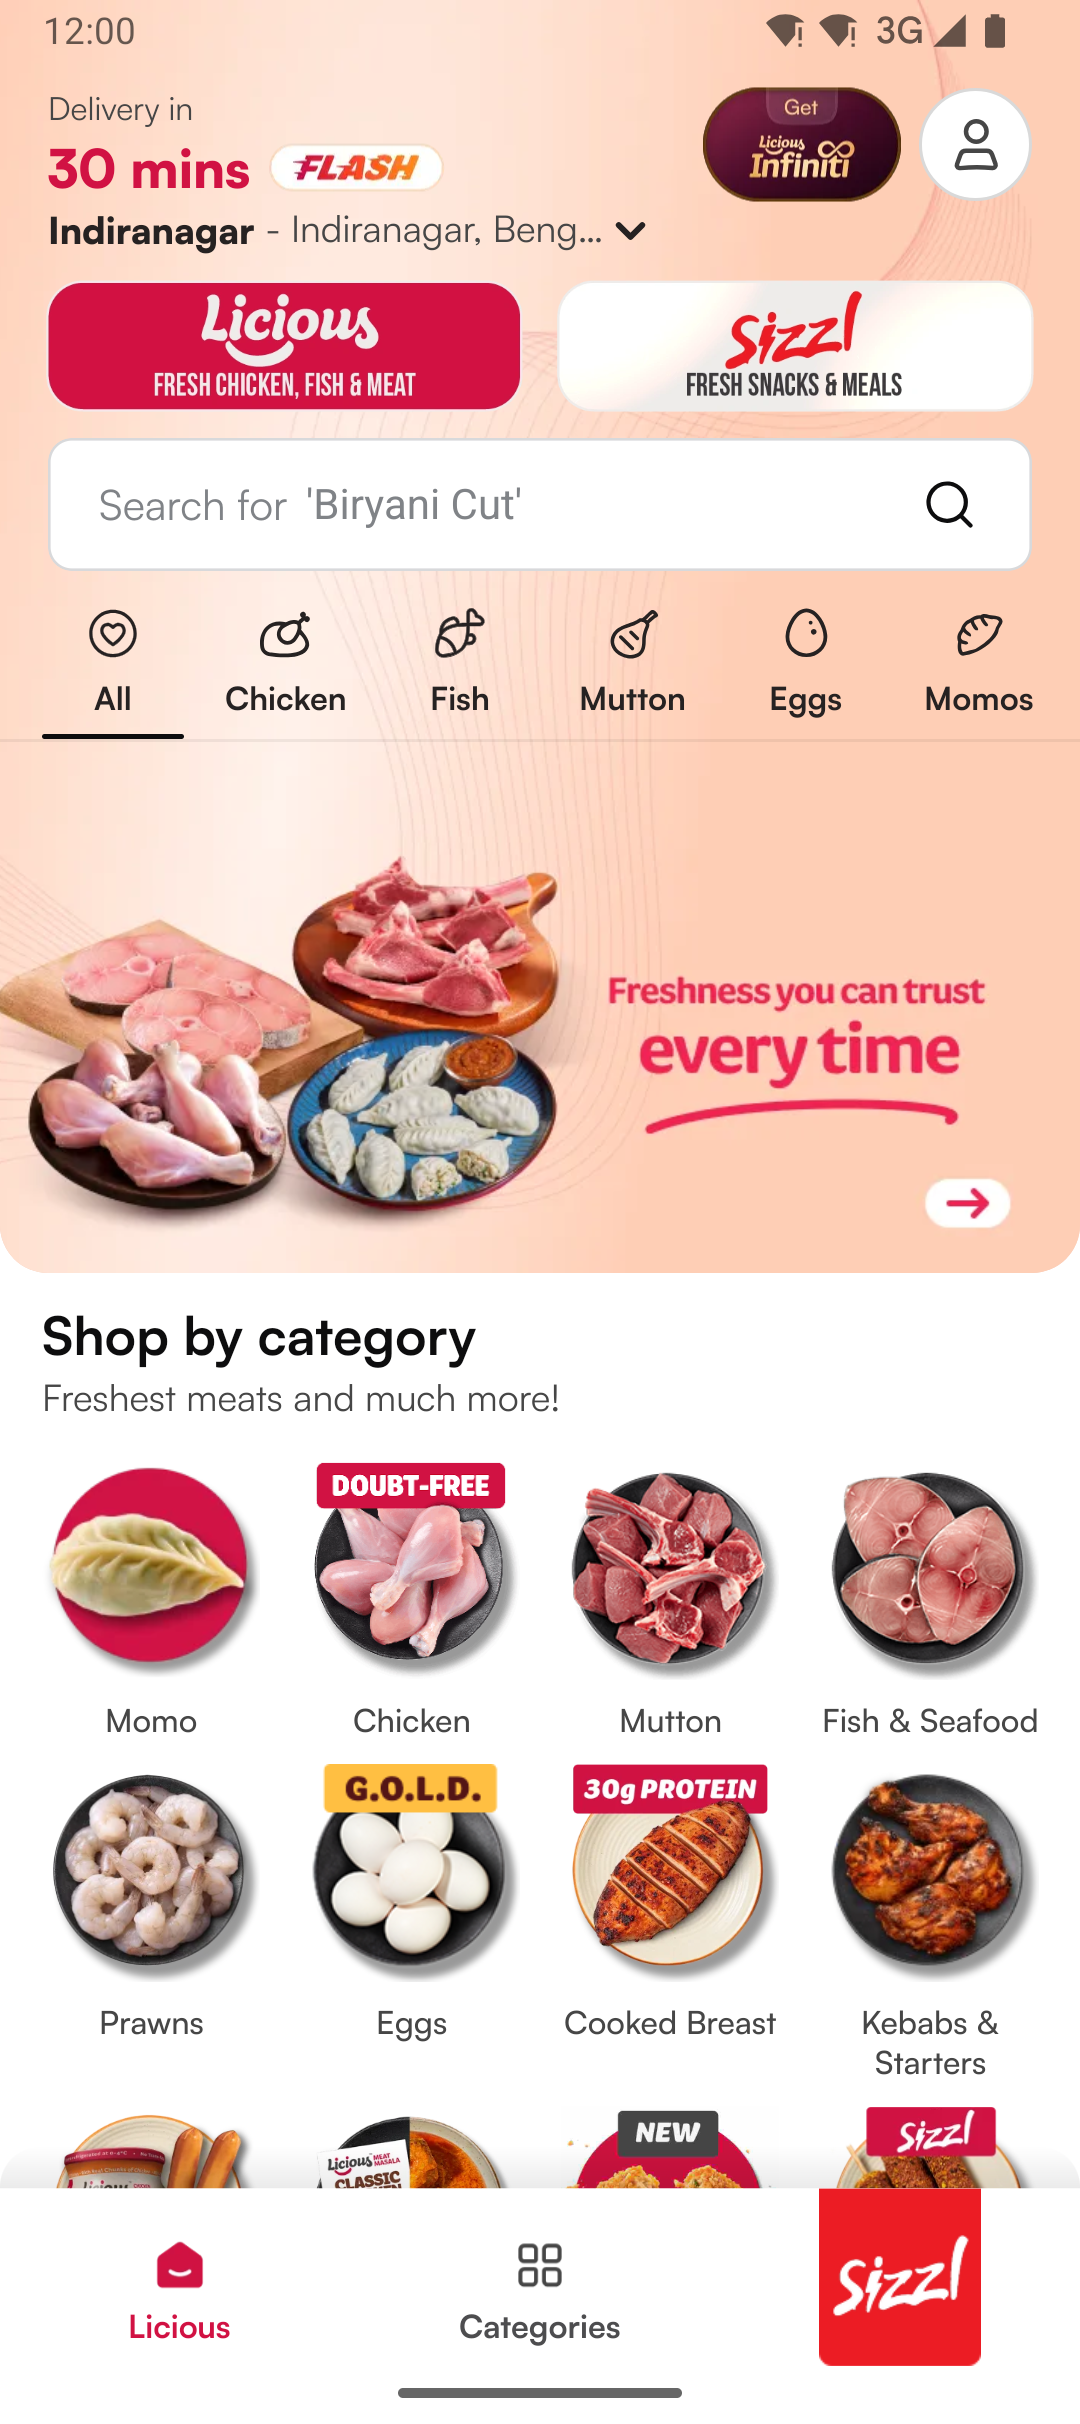 12:00
3G
Delivery in
30 mins
FLASH
Get
Licious
Infiniti
Indiranagar - Indiranagar, Beng...
Licious
FRESH CHICKEN, FISH & MEAT
Sizzl
FRESH SNACKS & MEALS
Search for 'Biryani Cut'
All
Chicken
Fish
Mutton
Eggs
Momos
Freshness you can trust
every time
Shop by category
Freshest meats and much more!
DOUBT-FREE
Momo
Chicken
Mutton
Fish & Seafood
G.O.L.D.
30g PROTEIN
Prawns
Eggs
Cooked Breast
Kebabs &
Starters
NEW
Sizzl
Licious MEAT MASALA
CLASSIC
Licious
Categories
Sizzl